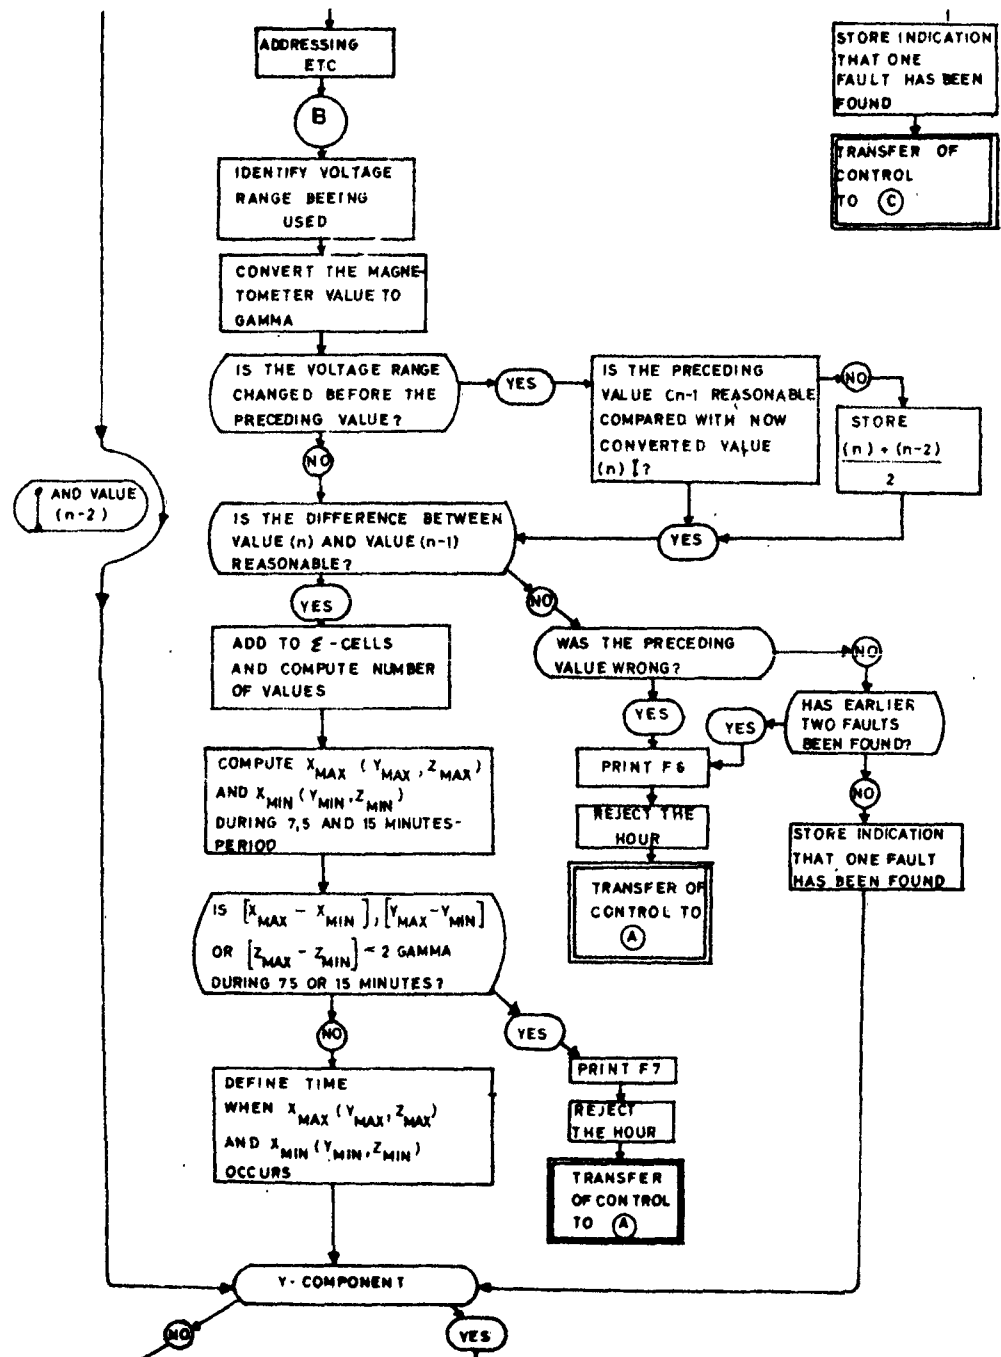 ADDRESSING
ETC
B
IDENTIFY VOLTAGE
RANGE BEEING
USED
CONVERT THE MAGNE-
TOMETER VALUE TO
GAMMA
IS THE VOLTAGE RANGE
CHANGED BEFORE THE
PRECEDING VALUE?
YES
IS THE PRECEDING
VALUE Cn-1 REASONABLE
COMPARED WITH NOW
CONVERTED VALUE
(n) I?
NO
STORE
(n) + (n-2)
2
YES
NO
AND VALUE
(n-2)
IS THE DIFFERENCE BETWEEN
VALUE (n) AND VALUE (n-1)
REASONABLE?
YES
NO
ADD TO Σ-CELLS
AND COMPUTE NUMBER
OF VALUES
WAS THE PRECEDING
VALUE WRONG?
NO
YES
HAS EARLIER
TWO FAULTS
BEEN FOUND?
YES
NO
PRINT F6
REJECT THE
HOUR
TRANSFER OF
CONTROL TO
A
STORE INDICATION
THAT ONE FAULT
HAS BEEN FOUND
COMPUTE XMAX (YMAX, ZMAX)
AND XMIN (YMIN, ZMIN)
DURING 7,5 AND 15 MINUTES-
PERIOD
IS [XMAX - XMIN], [YMAX-YMIN]
OR [ZMAX - ZMIN] = 2 GAMMA
DURING 75 OR 15 MINUTES?
NO
YES
PRINT F7
REJECT
THE HOUR
TRANSFER
OF CONTROL
TO A
DEFINE TIME
WHEN XMAX (YMAX, ZMAX)
AND XMIN (YMIN, ZMIN)
OCCURS
Y-COMPONENT
NO
YES
STORE INDICATION
THAT ONE
FAULT HAS BEEN
FOUND
TRANSFER OF
CONTROL
TO C